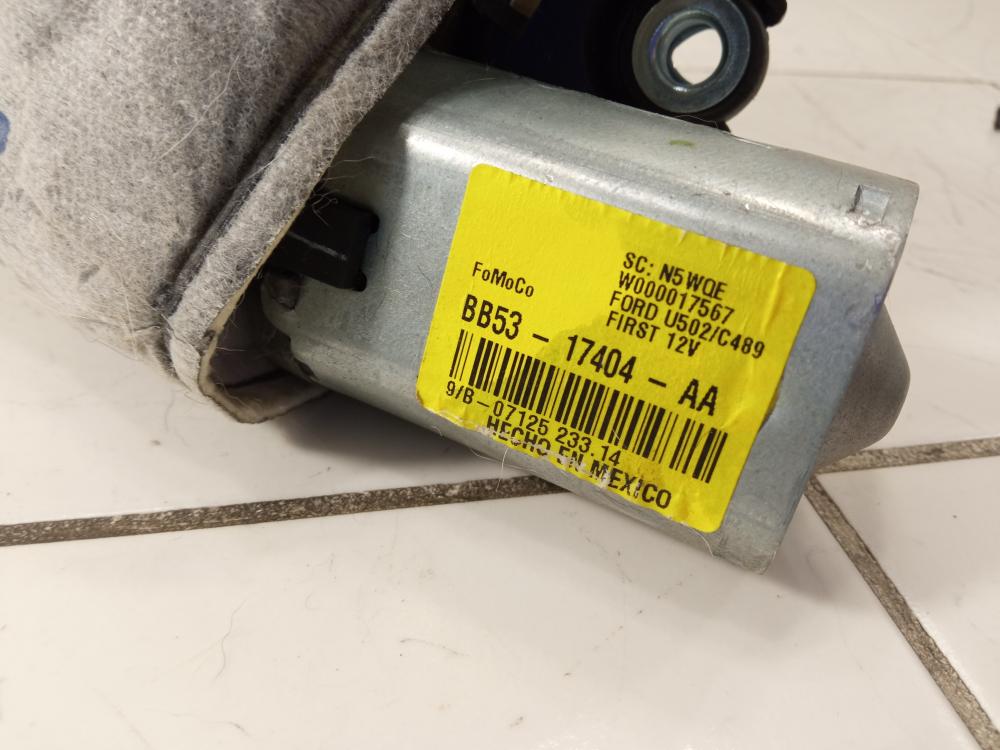 FoMoCo
SC: N5WQE
W000017567
FORD U502/C489
FIRST 12V
BB53 - 17404 - AA
9/B-07125 233.14
HECHO EN MEXICO